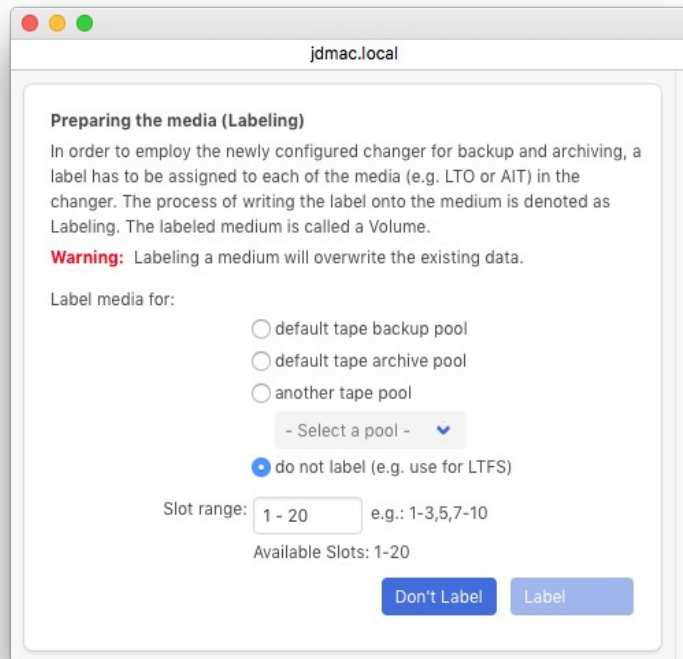 jdmac.local
Preparing the media (Labeling)
In order to employ the newly configured changer for backup and archiving, a
label has to be assigned to each of the media (e.g. LTO or AIT) in the
changer. The process of writing the label onto the medium is denoted as
Labeling. The labeled medium is called a Volume.
Warning: Labeling a medium will overwrite the existing data.
Label media for:
default tape backup pool
default tape archive pool
another tape pool
- Select a pool -
do not label (e.g. use for LTFS)
Slot range: 1 - 20 e.g.: 1-3,5,7-10
Available Slots: 1-20
Don't Label Label